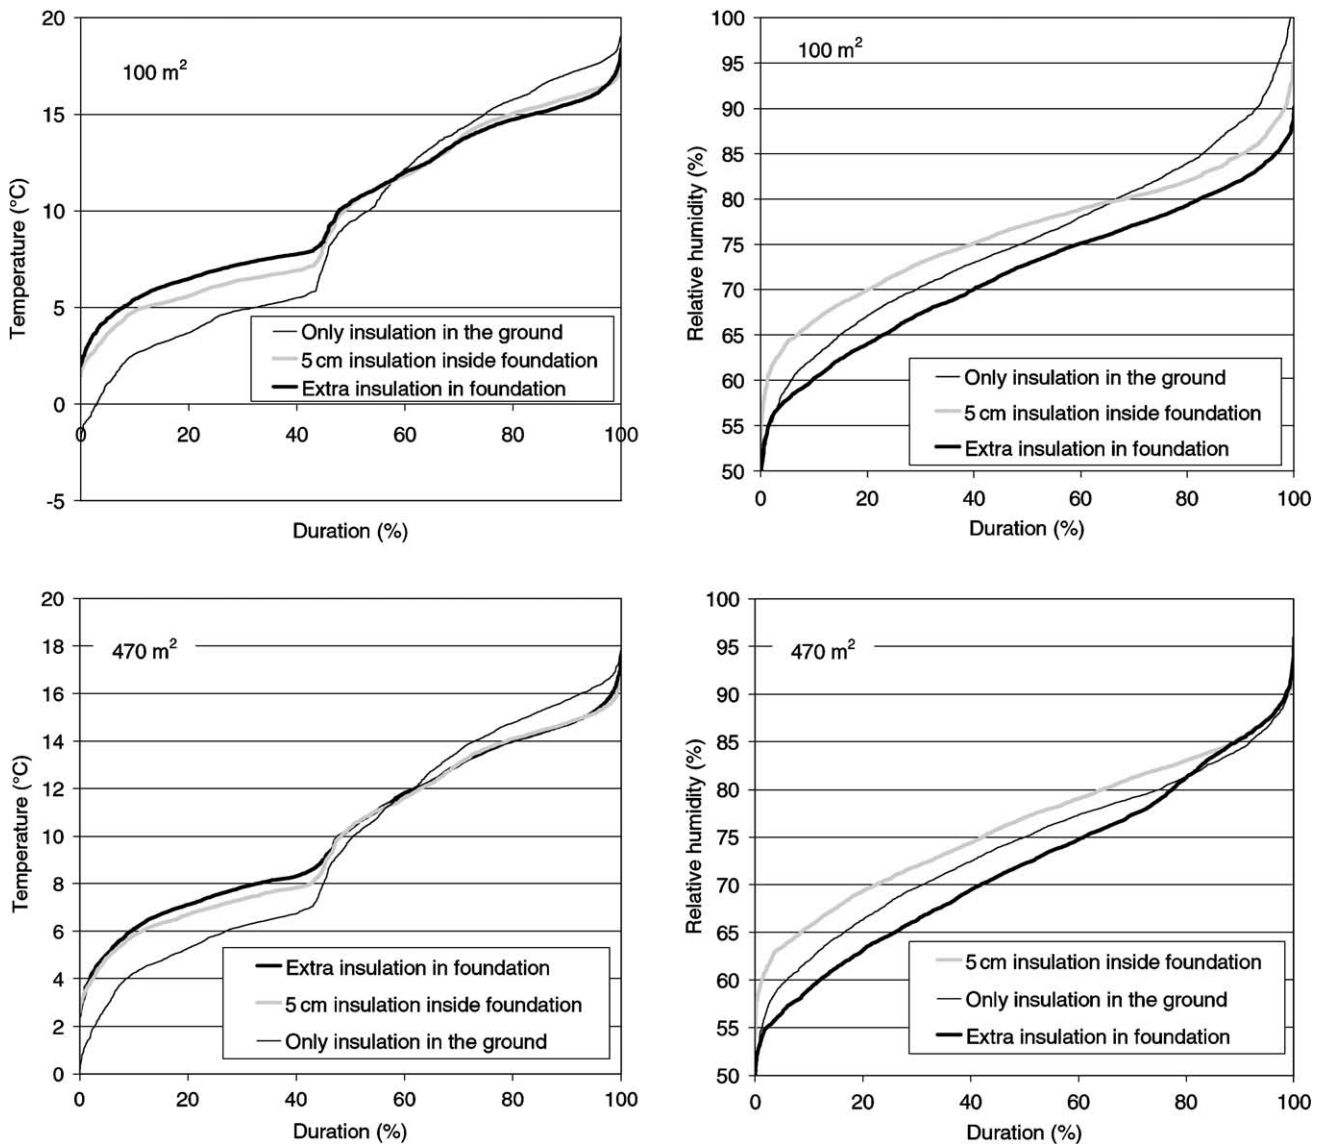 20
15
10
5
0
-5
Temperature (°C)
100 m²
Only insulation in the ground
5 cm insulation inside foundation
Extra insulation in foundation
0 20 40 60 80 100
Duration (%)
100
95
90
85
80
75
70
65
60
55
50
Relative humidity (%)
100 m²
Only insulation in the ground
5 cm insulation inside foundation
Extra insulation in foundation
0 20 40 60 80 100
Duration (%)
20
18
16
14
12
10
8
6
4
2
0
Temperature (°C)
470 m²
Extra insulation in foundation
5 cm insulation inside foundation
Only insulation in the ground
0 20 40 60 80 100
Duration (%)
100
95
90
85
80
75
70
65
60
55
50
Relative humidity (%)
470 m²
5 cm insulation inside foundation
Only insulation in the ground
Extra insulation in foundation
0 20 40 60 80 100
Duration (%)